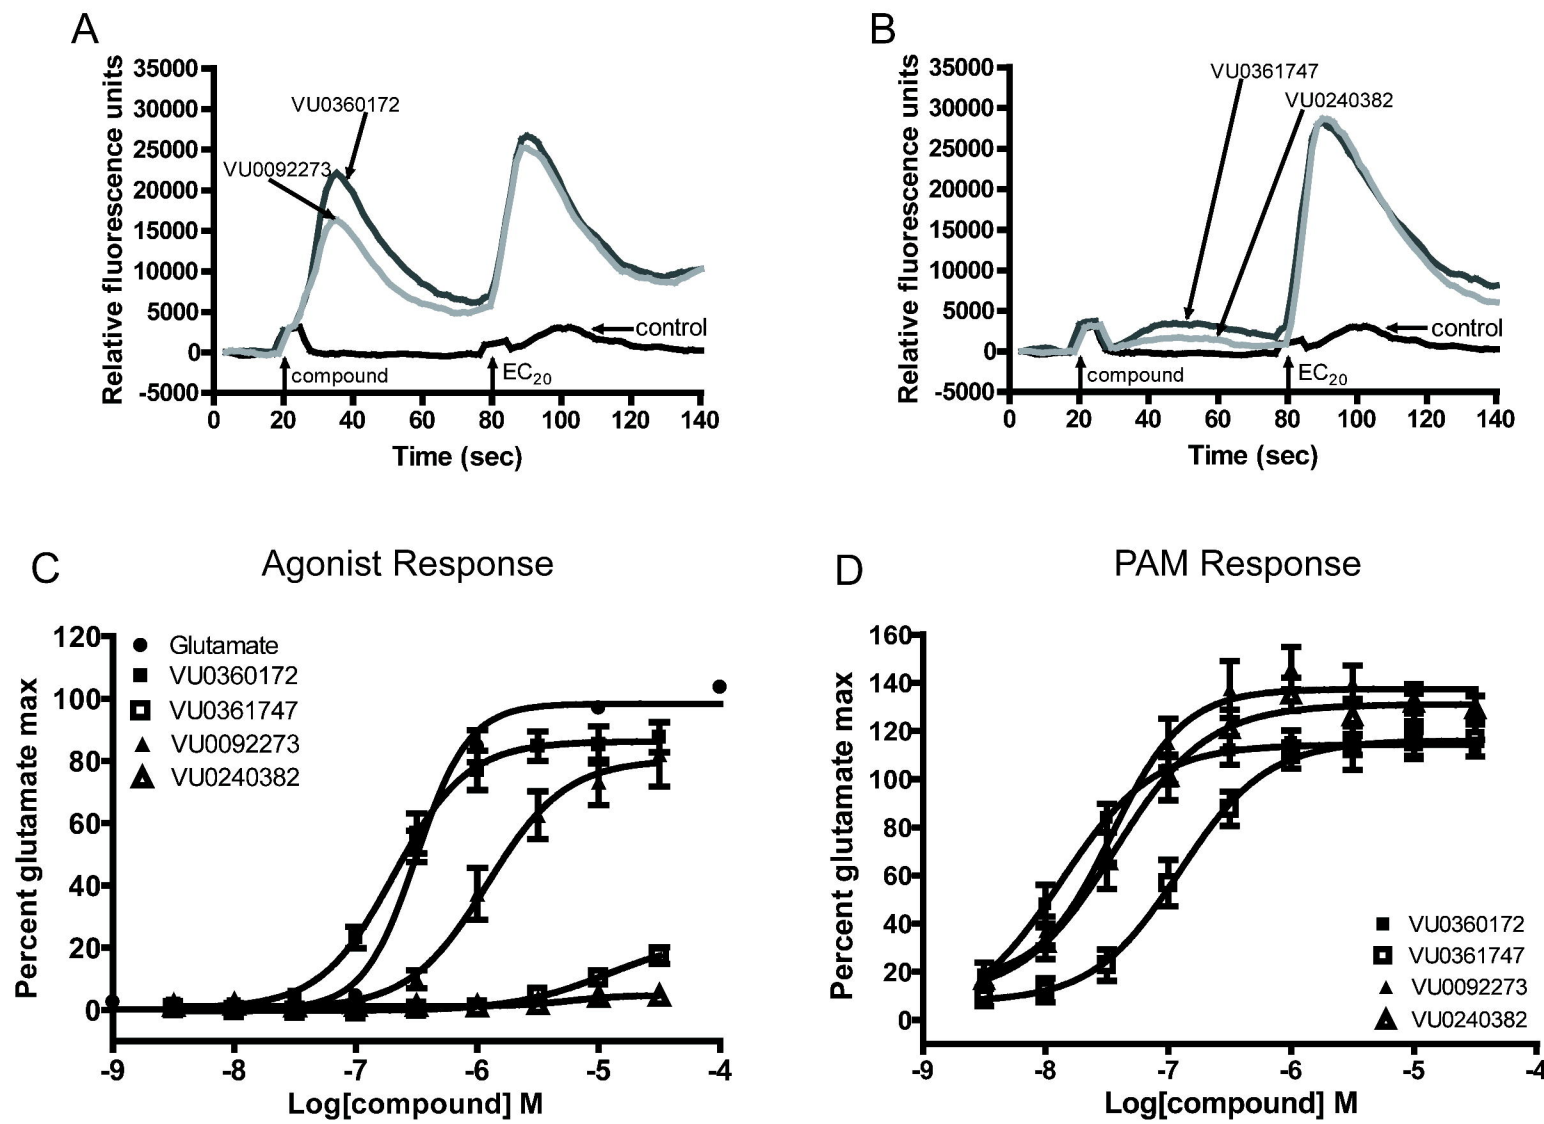 A
Relative fluorescence units
35000
30000
25000
20000
15000
10000
5000
0
-5000
VU0360172
VU0092273
control
compound
EC20
0 20 40 60 80 100 120 140
Time (sec)
B
Relative fluorescence units
35000
30000
25000
20000
15000
10000
5000
0
-5000
VU0361747
VU0240382
control
compound
EC20
0 20 40 60 80 100 120 140
Time (sec)
C
Agonist Response
Percent glutamate max
120
100
80
60
40
20
0
Glutamate
VU0360172
VU0361747
VU0092273
VU0240382
-9 -8 -7 -6 -5 -4
Log[compound] M
D
PAM Response
Percent glutamate max
160
140
120
100
80
60
40
20
0
VU0360172
VU0361747
VU0092273
VU0240382
-9 -8 -7 -6 -5 -4
Log[compound] M